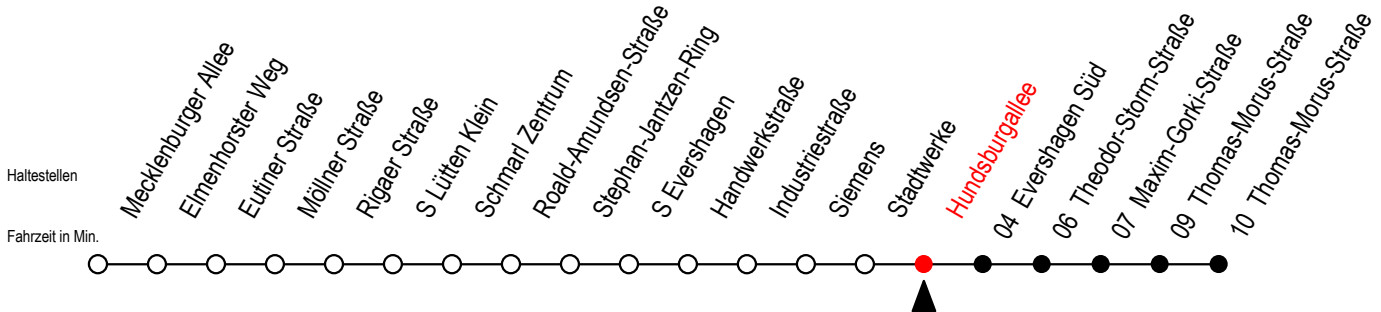 Haltestellen
Fahrzeit in Min.
Mecklenburger Allee
Elmenhorster Weg
Eutiner Straße
Möllner Straße
Rigaer Straße
S Lütten Klein
Schmarl Zentrum
Roald-Amundsen-Straße
Stephan-Jantzen-Ring
S Evershagen
Handwerkstraße
Industriestraße
Siemens
Stadtwerke
Hundsburgallee
04 Evershagen Süd
06 Theodor-Storm-Straße
07 Maxim-Gorki-Straße
09 Thomas-Morus-Straße
10 Thomas-Morus-Straße